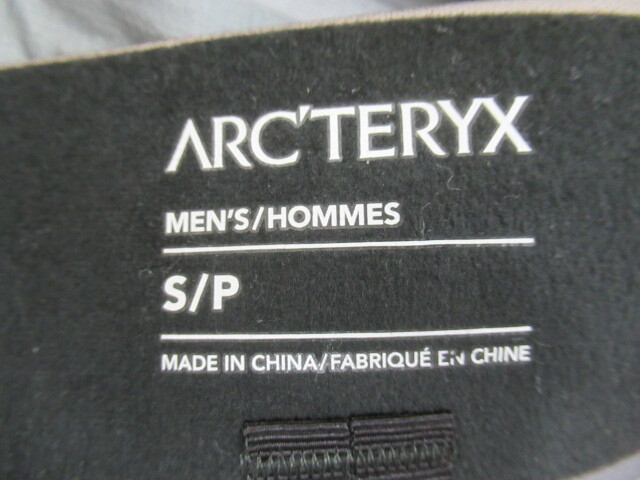 ARC'TERYX
MEN'S/HOMMES
S/P
MADE IN CHINA/FABRIQUÉ EN CHINE